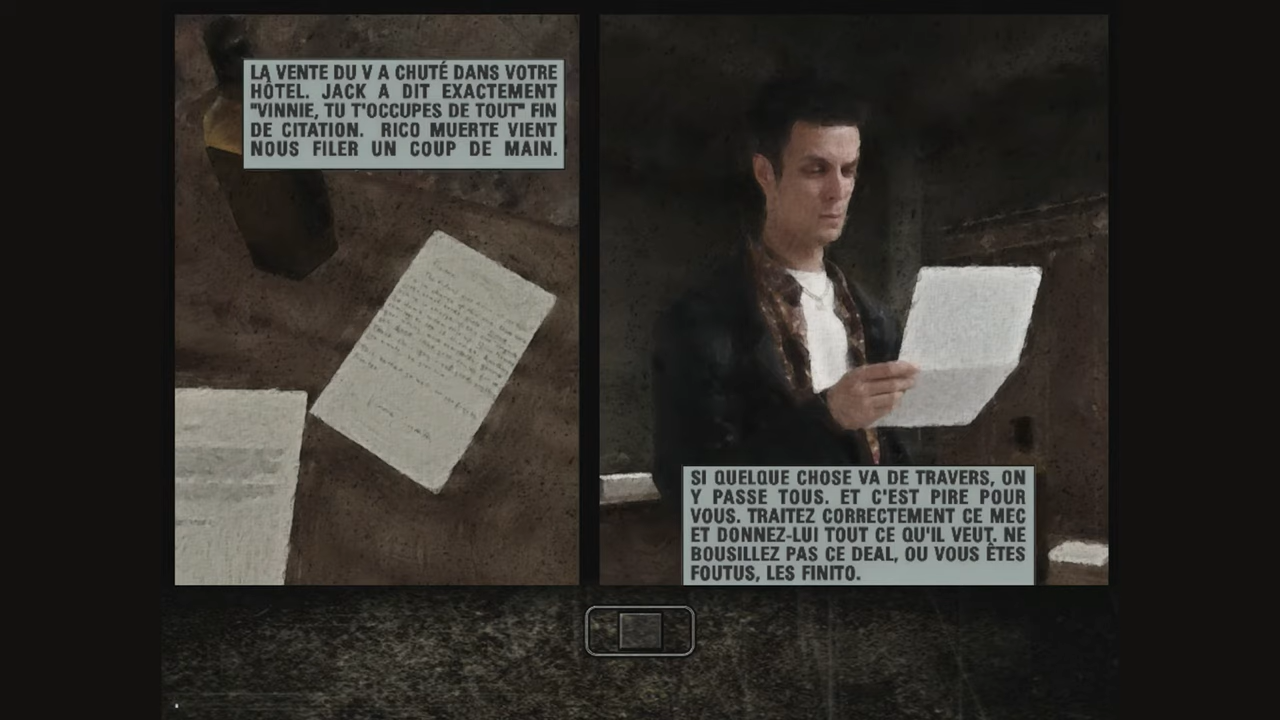 LA VENTE DU V A CHUTÉ DANS VOTRE
HÔTEL. JACK A DIT EXACTEMENT
"VINNIE, TU T'OCCUPES DE TOUT" FIN
DE CITATION. RICO MUERTE VIENT
NOUS FILER UN COUP DE MAIN.
SI QUELQUE CHOSE VA DE TRAVERS, ON
Y PASSE TOUS. ET C'EST PIRE POUR
VOUS. TRAITEZ CORRECTEMENT CE MEC
ET DONNEZ-LUI TOUT CE QU'IL VEUT. NE
BOUSILLEZ PAS CE DEAL, OU VOUS ÊTES
FOUTUS, LES FINITO.